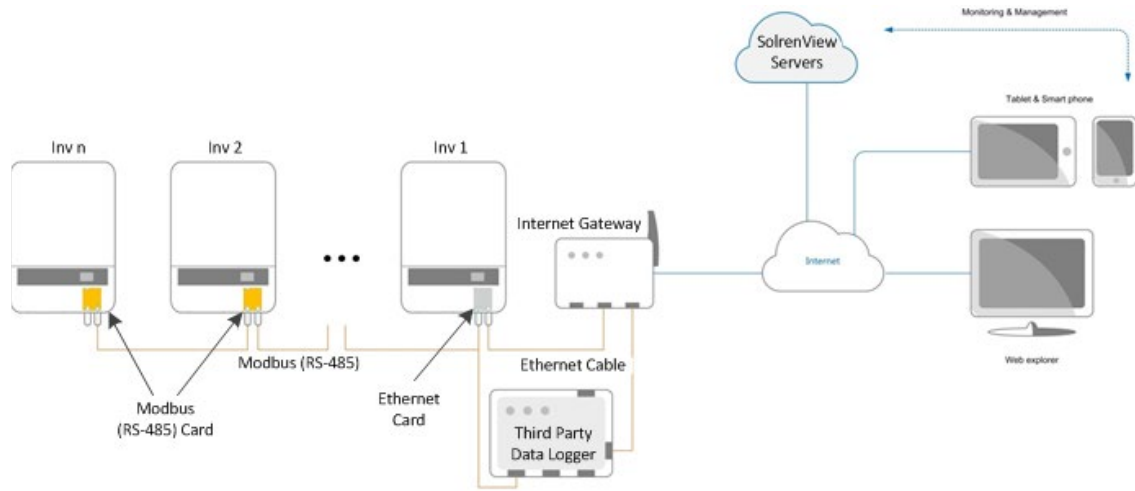 Monitoring & Management
SolrenView
Servers
Tablet & Smart phone
Inv n
Inv 2
Inv 1
Internet Gateway
Internet
Modbus (RS-485)
Ethernet Cable
Web explorer
Modbus
(RS-485) Card
Ethernet
Card
Third Party
Data Logger